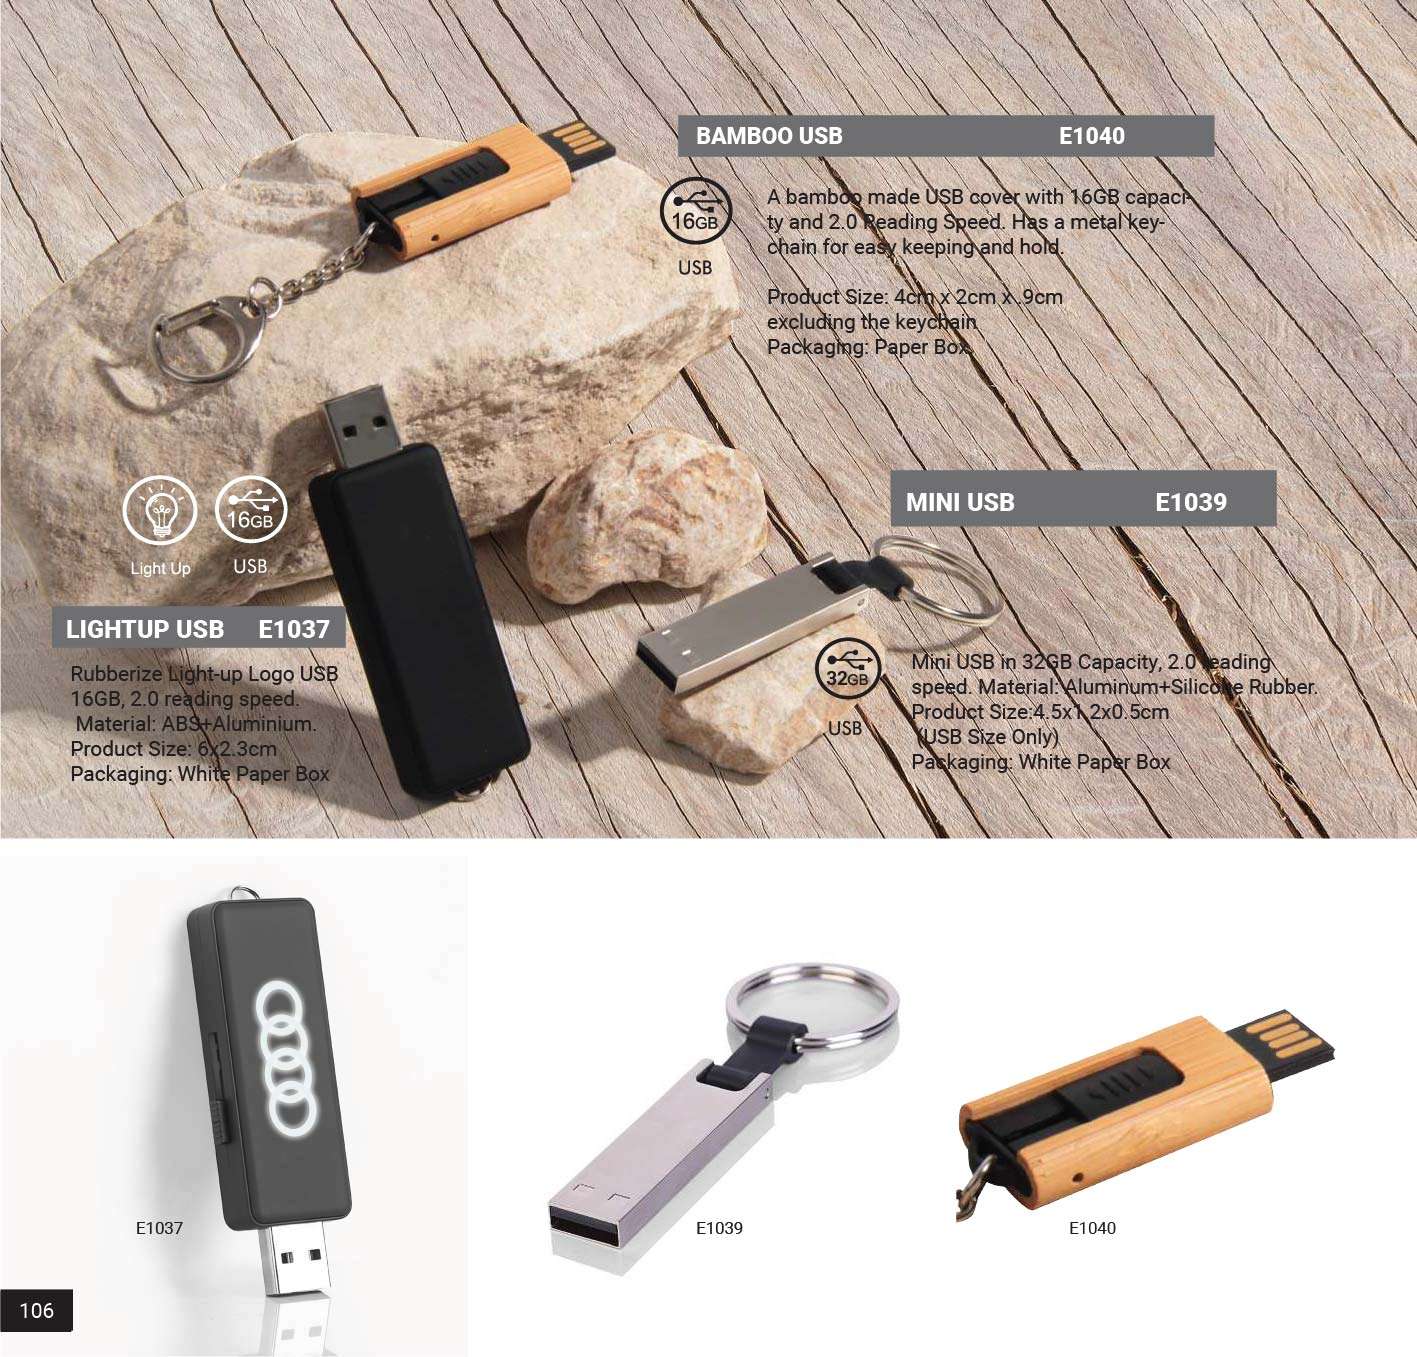 BAMBOO USB E1040
16GB
USB
A bamboo made USB cover with 16GB capaci-
ty and 2.0 Reading Speed. Has a metal key-
chain for easy keeping and hold.
Product Size: 4cm x 2cm x .9cm
excluding the keychain
Packaging: Paper Box
Light Up
16GB
USB
LIGHTUP USB E1037
Rubberize Light-up Logo USB
16GB, 2.0 reading speed.
Material: ABS+Aluminium.
Product Size: 6x2.3cm
Packaging: White Paper Box
MINI USB E1039
32GB
USB
Mini USB in 32GB Capacity, 2.0 reading
speed. Material: Aluminum+Silicone Rubber.
Product Size:4.5x1.2x0.5cm
(USB Size Only)
Packaging: White Paper Box
E1037
E1039
E1040
106